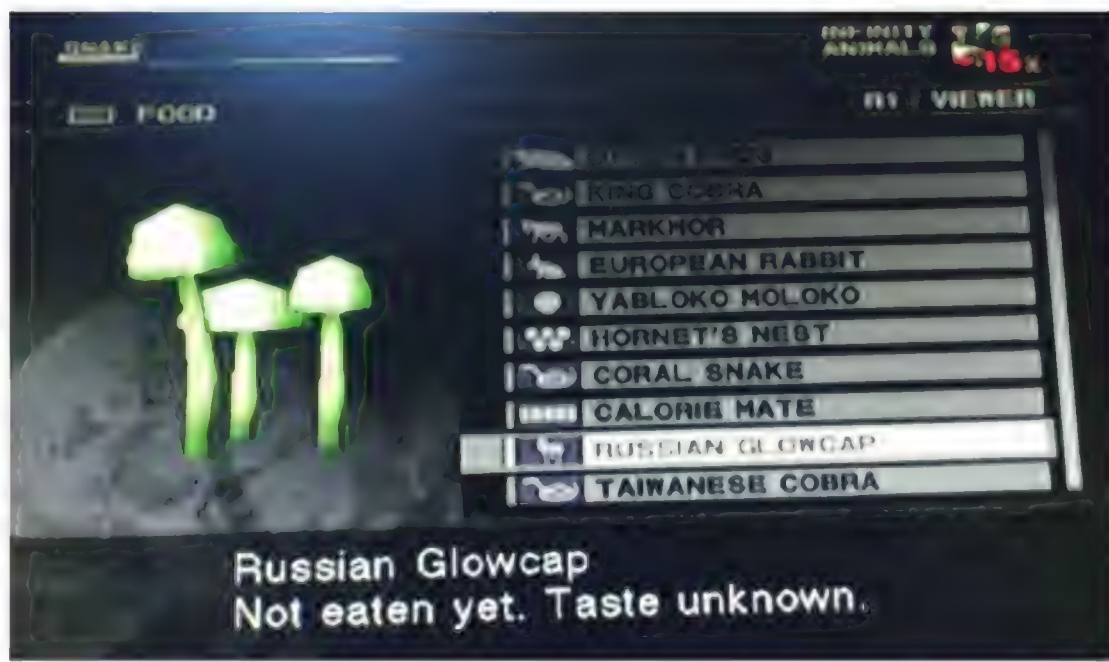 SNAKE
FOOD
R1 : VIEWER
KING COBRA
MARKHOR
EUROPEAN RABBIT
YABLOKO MOLOKO
HORNET'S NEST
CORAL SNAKE
CALORIE MATE
RUSSIAN GLOWCAP
TAIWANESE COBRA
Russian Glowcap
Not eaten yet. Taste unknown.